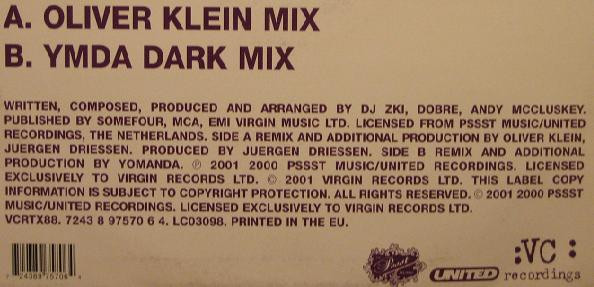 A. OLIVER KLEIN MIX
B. YMDA DARK MIX
WRITTEN, COMPOSED, PRODUCED AND ARRANGED BY DJ ZKI, DOBRE, ANDY MCCLUSKEY.
PUBLISHED BY SOMEFOUR, MCA, EMI VIRGIN MUSIC LTD. LICENSED FROM PSSST MUSIC/UNITED
RECORDINGS, THE NETHERLANDS. SIDE A REMIX AND ADDITIONAL PRODUCTION BY OLIVER KLEIN,
JUERGEN DRIESSEN. PRODUCED BY JUERGEN DRIESSEN. SIDE B REMIX AND ADDITIONAL
PRODUCTION BY YOMANDA. ℗ 2001 2000 PSSST MUSIC/UNITED RECORDINGS. LICENSED
EXCLUSIVELY TO VIRGIN RECORDS LTD. © 2001 VIRGIN RECORDS LTD. THIS LABEL COPY
INFORMATION IS SUBJECT TO COPYRIGHT PROTECTION. ALL RIGHTS RESERVED. © 2001 2000 PSSST
MUSIC/UNITED RECORDINGS. LICENSED EXCLUSIVELY TO VIRGIN RECORDS LTD.
VCRTX88. 7243 8 97570 6 4. LC03098. PRINTED IN THE EU.
UNITED
:VC :
recordings